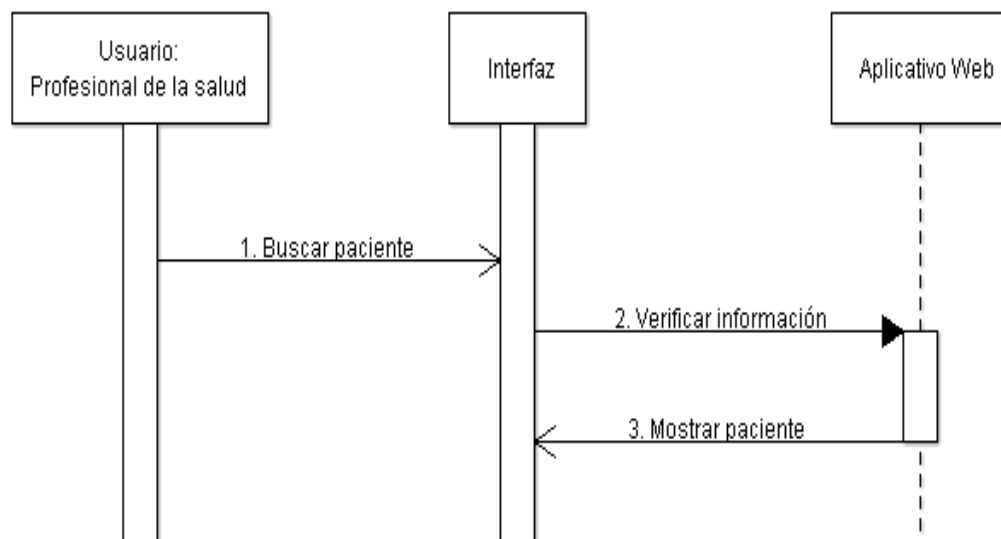 Usuario:
Profesional de la salud
Interfaz
Aplicativo Web
1. Buscar paciente
2. Verificar información
3. Mostrar paciente